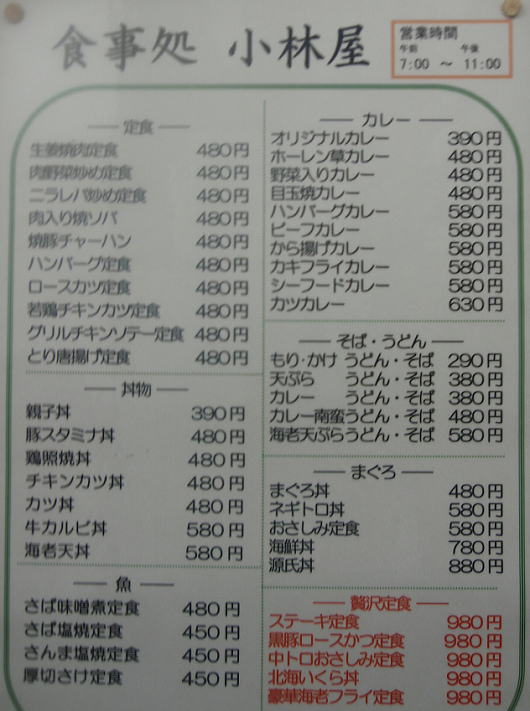 食事処 小林屋
営業時間
午前 午後
7:00 ～ 11:00
定食
生姜焼肉定食 480円
肉野菜炒め定食 480円
ニラレバ炒め定食 480円
肉入り焼ソバ 480円
焼豚チャーハン 480円
ハンバーグ定食 480円
ロースカツ定食 480円
若鶏チキンカツ定食 480円
グリルチキンソテー定食 480円
とり唐揚げ定食 480円
丼物
親子丼 390円
豚スタミナ丼 480円
鶏照焼丼 480円
チキンカツ丼 480円
カツ丼 480円
牛カルビ丼 580円
海老天丼 580円
魚
さば味噌煮定食 480円
さば塩焼定食 450円
さんま塩焼定食 450円
厚切さけ定食 450円
カレー
オリジナルカレー 390円
ホーレン草カレー 480円
野菜入りカレー 480円
目玉焼カレー 480円
ハンバーグカレー 580円
ビーフカレー 580円
から揚げカレー 580円
カキフライカレー 580円
シーフードカレー 580円
カツカレー 630円
そば・うどん
もり・かけ うどん・そば 290円
天ぷら うどん・そば 380円
カレー うどん・そば 380円
カレー南蛮うどん・そば 480円
海老天ぷらうどん・そば 580円
まぐろ
まぐろ丼 480円
ネギトロ丼 580円
おさしみ定食 580円
海鮮丼 780円
源氏丼 880円
贅沢定食
ステーキ定食 980円
黒豚ロースかつ定食 980円
中トロおさしみ定食 980円
北海いくら丼 980円
豪華海老フライ定食 980円